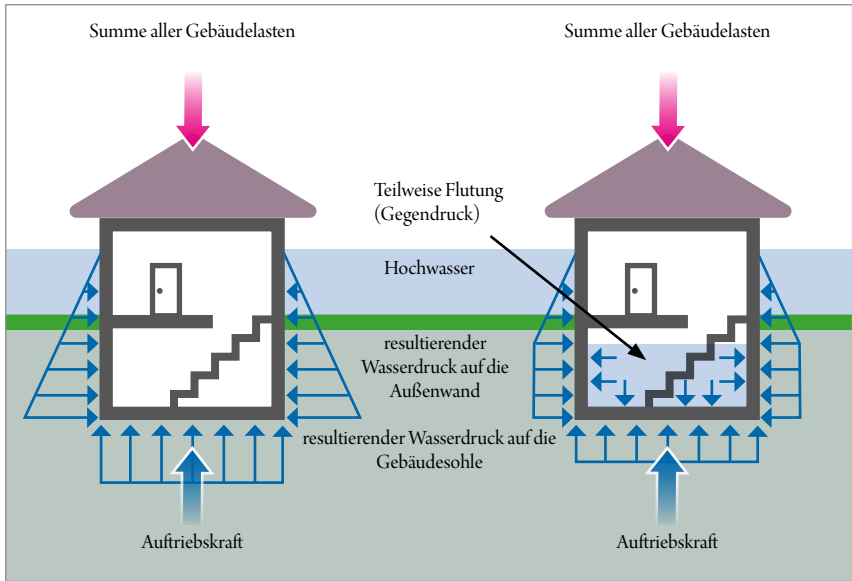 Summe aller Gebäudelasten
Summe aller Gebäudelasten
Teilweise Flutung
(Gegendruck)
Hochwasser
resultierender
Wasserdruck auf die
Außenwand
resultierender Wasserdruck auf die
Gebäudesohle
Auftriebskraft
Auftriebskraft